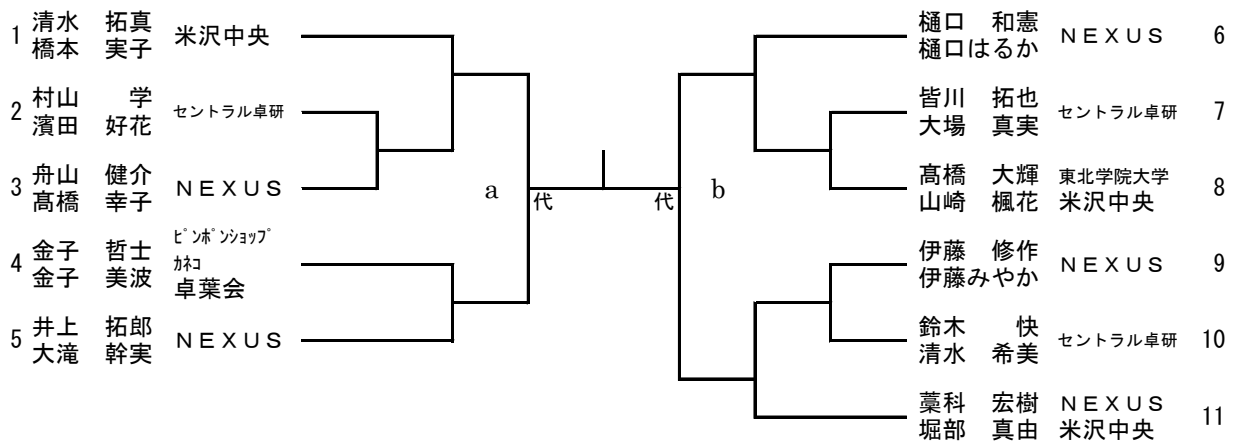 1 清水　拓真 米沢中央
橋本　実子
2 村山　　学 セントラル卓研
濱田　好花
3 舟山　健介 ＮＥＸＵＳ
髙橋　幸子
4 金子　哲士 ﾋﾟﾝﾎﾟﾝｼｮｯﾌﾟ
ｶﾈｺ
金子　美波 卓葉会
5 井上　拓郎 ＮＥＸＵＳ
大滝　幹実
a
代
代
b
樋口　和憲 ＮＥＸＵＳ 6
樋口はるか
皆川　拓也 セントラル卓研 7
大場　真実
髙橋　大輝 東北学院大学 8
山崎　楓花 米沢中央
伊藤　修作 ＮＥＸＵＳ 9
伊藤みやか
鈴木　　快 セントラル卓研 10
清水　希美
藁科　宏樹 ＮＥＸＵＳ 11
堀部　真由 米沢中央